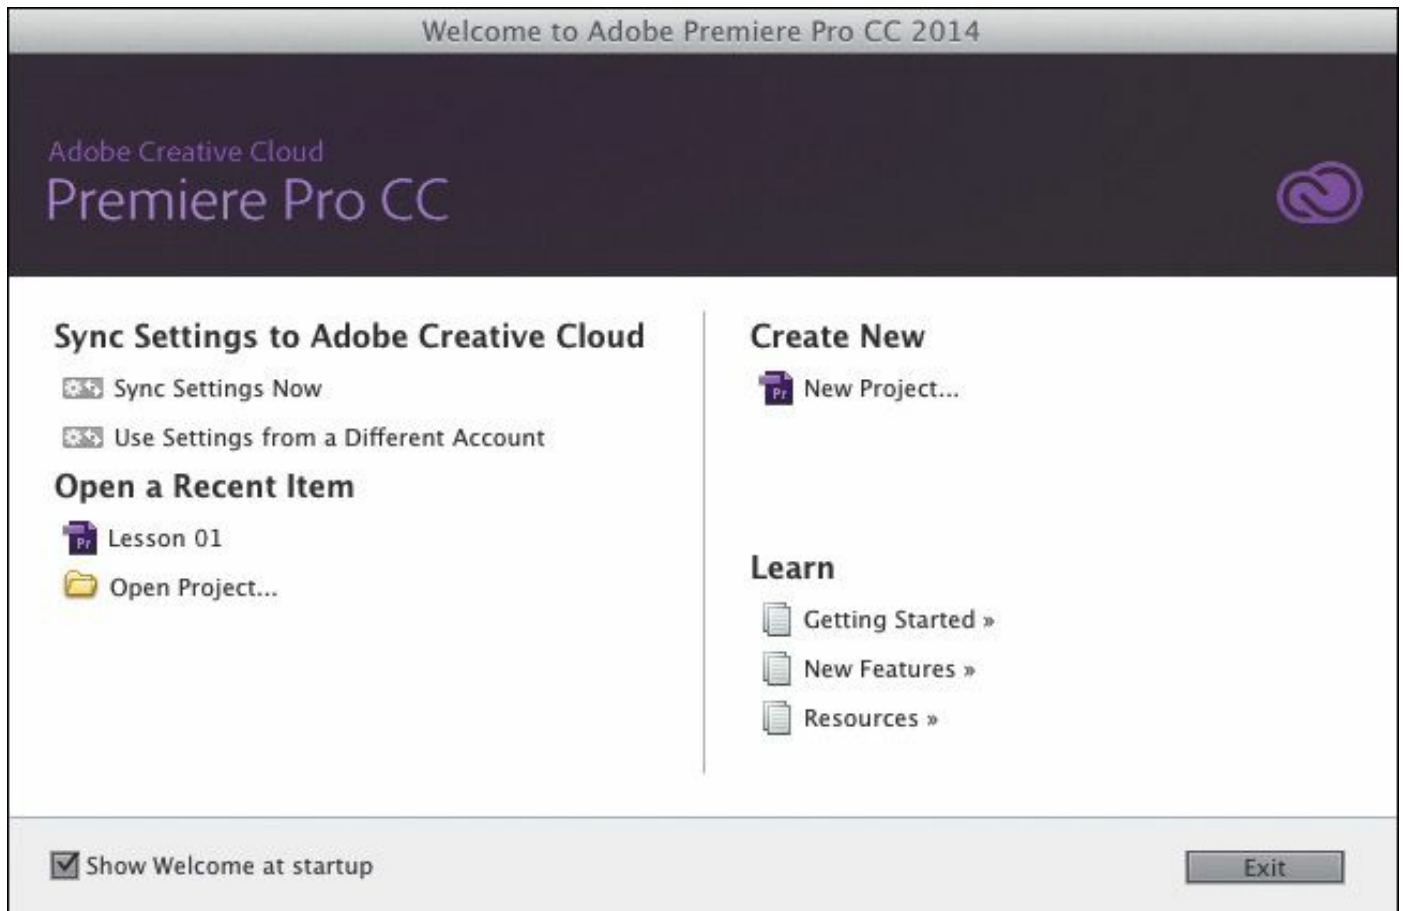 Welcome to Adobe Premiere Pro CC 2014
Adobe Creative Cloud
Premiere Pro CC
Sync Settings to Adobe Creative Cloud
Sync Settings Now
Use Settings from a Different Account
Open a Recent Item
Pr Lesson 01
Open Project...
Create New
Pr New Project...
Learn
Getting Started »
New Features »
Resources »
Show Welcome at startup
Exit